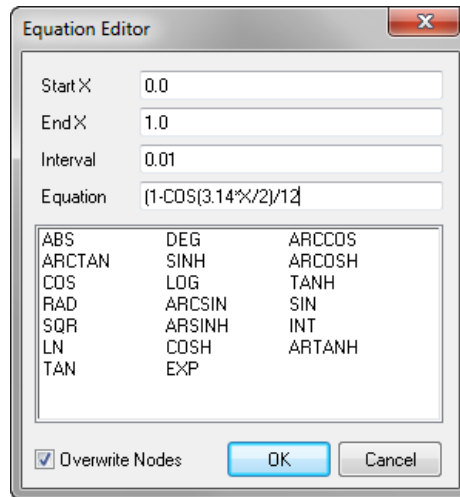 Equation Editor
Start X 0.0
End X 1.0
Interval 0.01
Equation (1-COS(3.14*X/2)/12
ABS DEG ARCCOS
ARCTAN SINH ARCOSH
COS LOG TANH
RAD ARCSIN SIN
SQR ARSINH INT
LN COSH ARTANH
TAN EXP
Overwrite Nodes OK Cancel